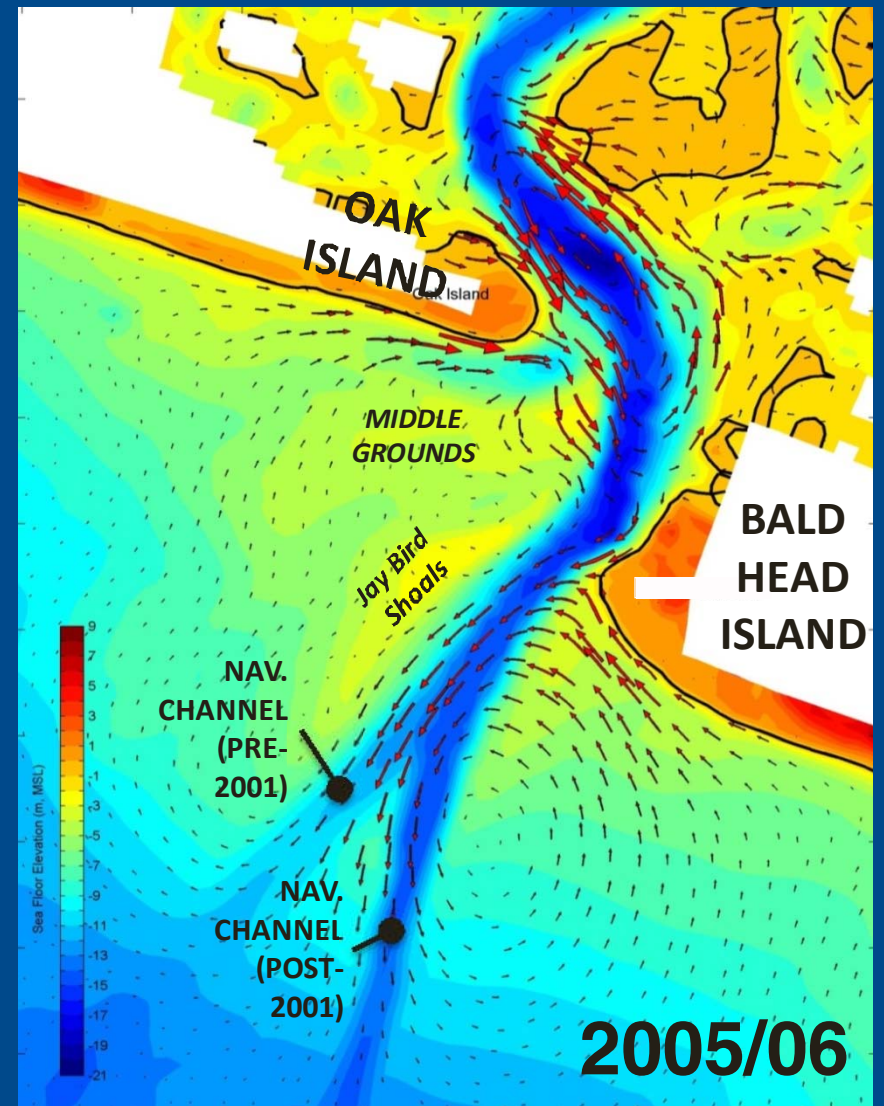 OAK
ISLAND
Oak Island
MIDDLE
GROUNDS
BALD
HEAD
ISLAND
Jay Bird
Shoals
9
7
5
3
1
-1
-3
-5
-7
-9
-11
-13
-15
-17
-19
-21
Sea Floor Elevation (m, MSL)
NAV.
CHANNEL
(PRE-
2001)
NAV.
CHANNEL
(POST-
2001)
2005/06